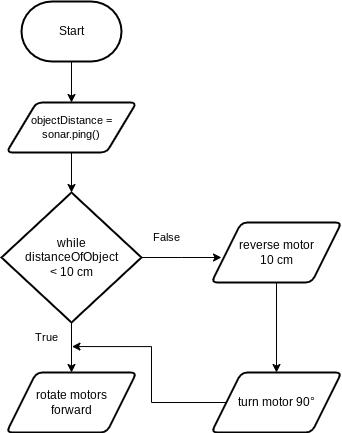 Start
objectDistance =
sonar.ping()
while
distanceOfObject
< 10 cm
False
reverse motor
10 cm
True
rotate motors
forward
turn motor 90°